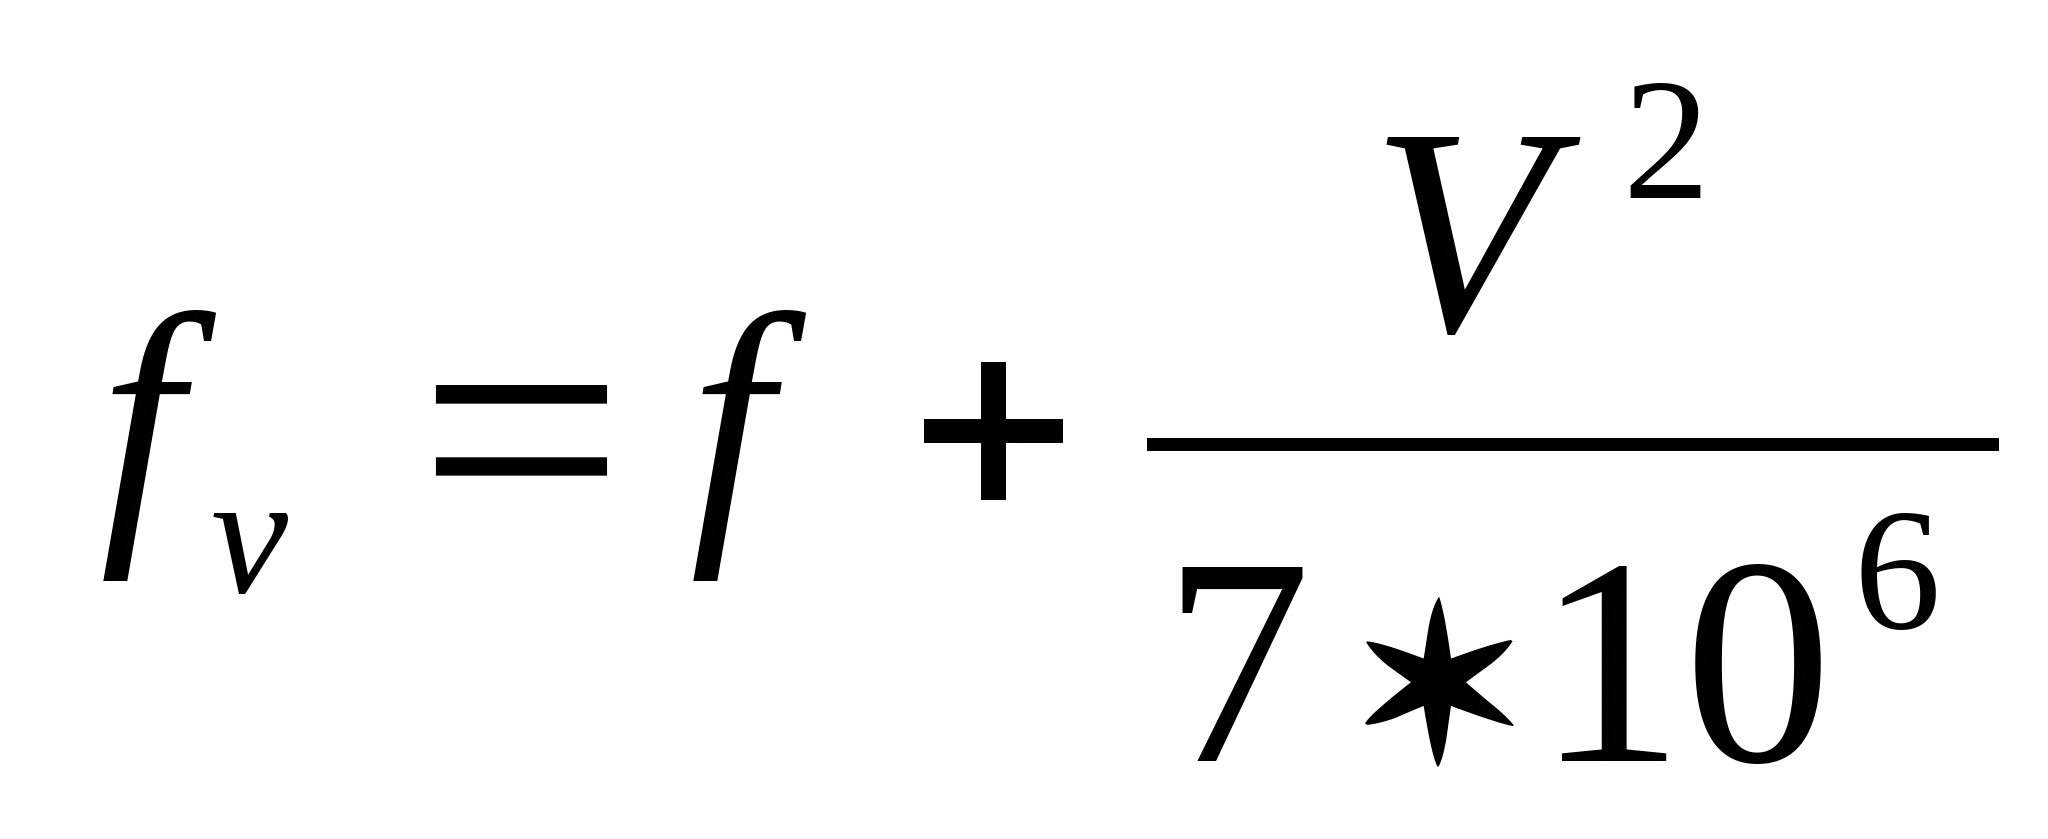 f_v = f + V^2 / 7*10^6